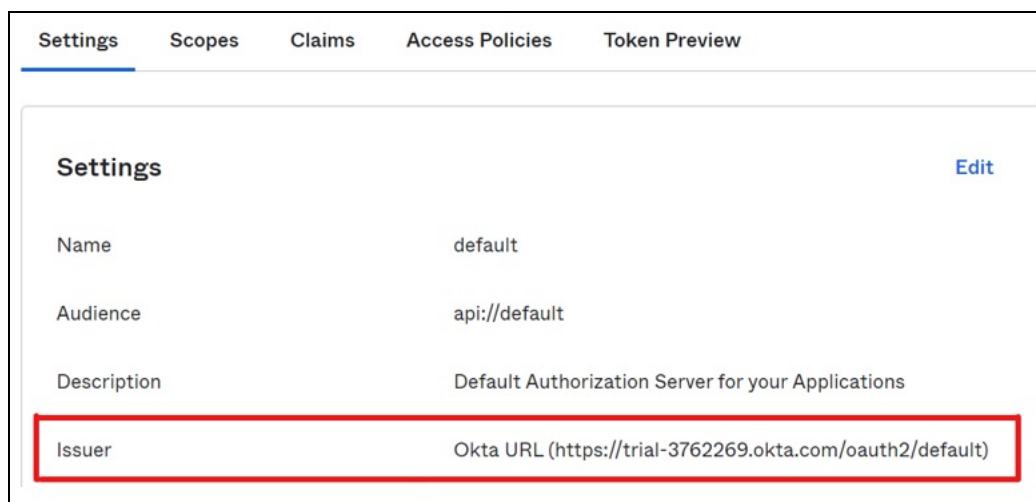 Settings Scopes Claims Access Policies Token Preview
Settings Edit
Name default
Audience api://default
Description Default Authorization Server for your Applications
Issuer Okta URL (https://trial-3762269.okta.com/oauth2/default)